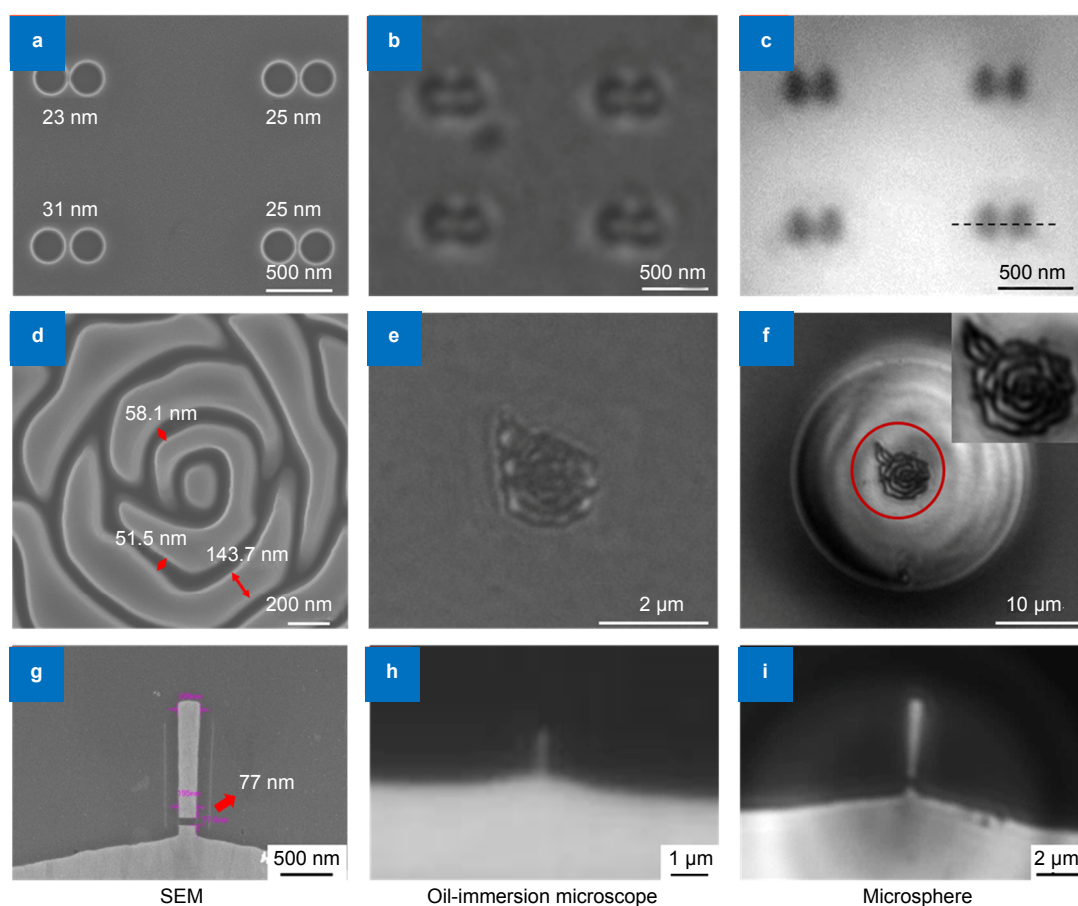 a
b
c
23 nm
25 nm
31 nm
25 nm
500 nm
500 nm
500 nm
d
e
f
58.1 nm
51.5 nm
143.7 nm
200 nm
2 µm
10 µm
g
h
i
77 nm
500 nm
1 µm
2 µm
SEM
Oil-immersion microscope
Microsphere